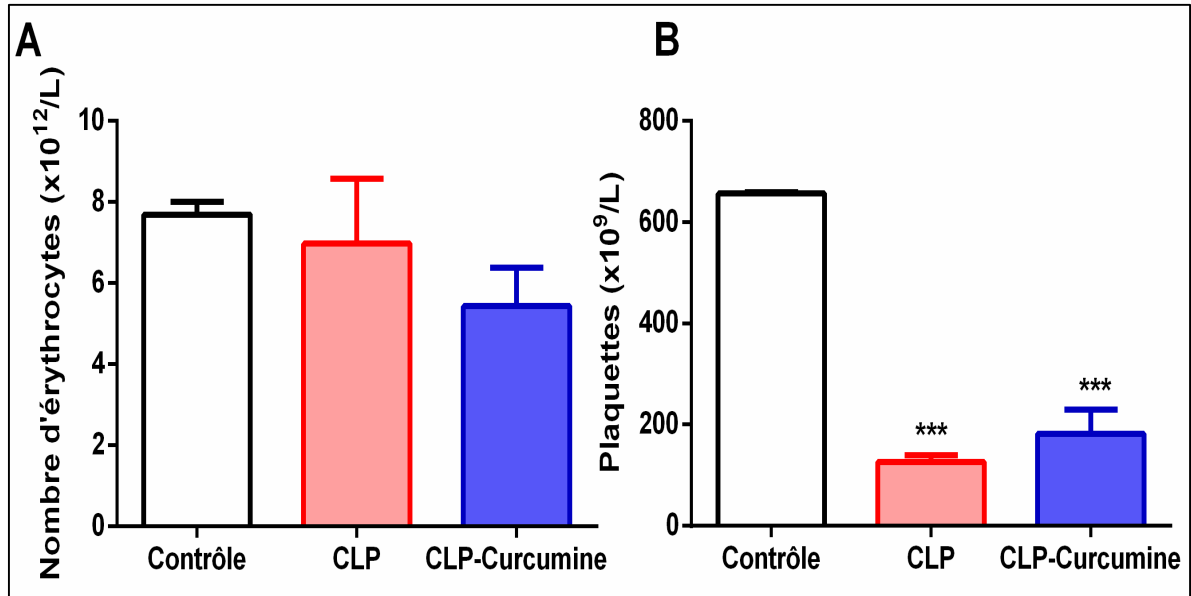 A
Nombre d'érythrocytes (x10¹²/L)
10
8
6
4
2
0
Contrôle
CLP
CLP-Curcumine
B
Plaquettes (x10⁹/L)
800
600
400
200
0
***
***
Contrôle
CLP
CLP-Curcumine